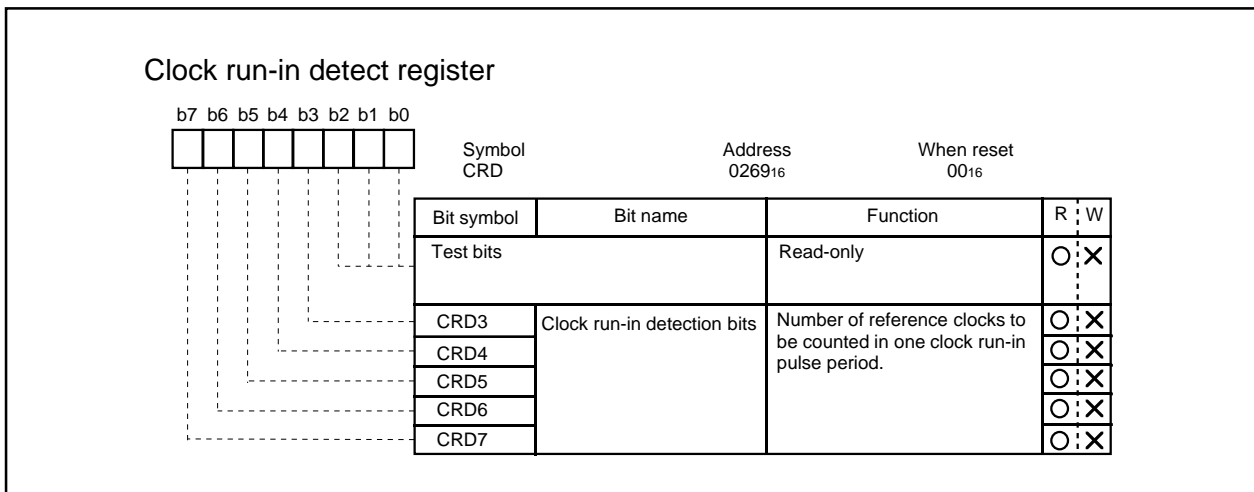 Clock run-in detect register
b7 b6 b5 b4 b3 b2 b1 b0
Symbol Address When reset
CRD 026916 0016
Bit symbol Bit name Function R W
Test bits Read-only
CRD3 Clock run-in detection bits Number of reference clocks to
be counted in one clock run-in
CRD4
pulse period.
CRD5
CRD6
CRD7